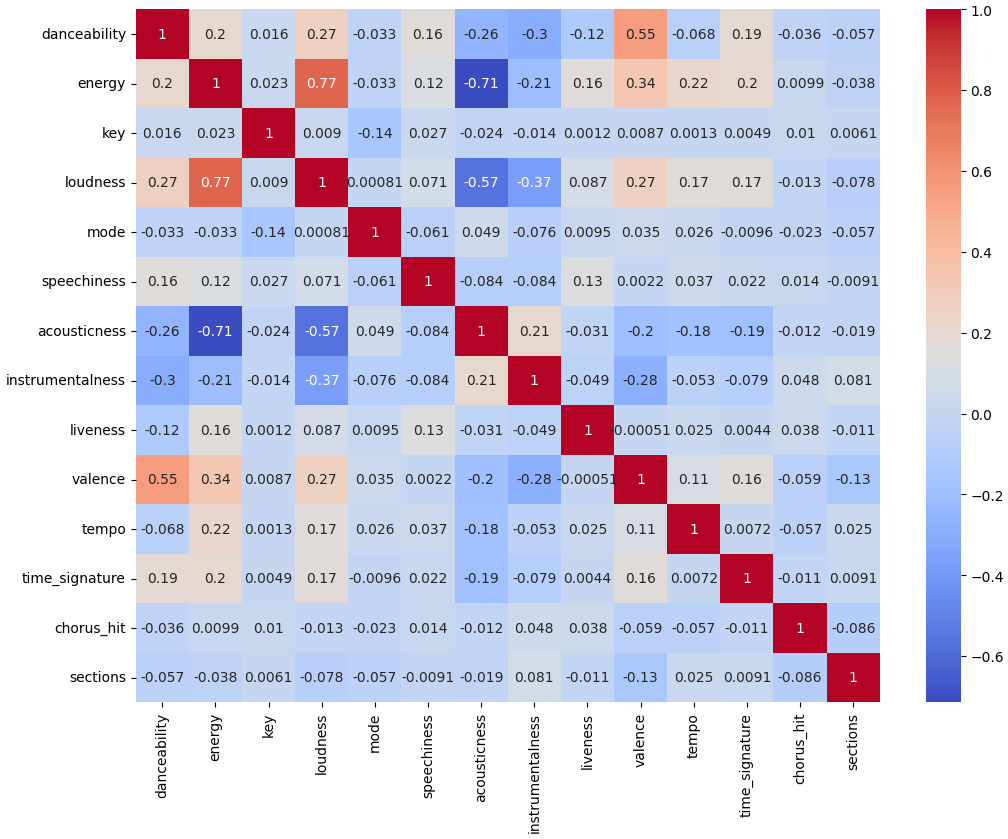 danceability 1 0.2 0.016 0.27 -0.033 0.16 -0.26 -0.3 -0.12 0.55 -0.068 0.19 -0.036 -0.057
energy 0.2 1 0.023 0.77 -0.033 0.12 -0.71 -0.21 0.16 0.34 0.22 0.2 0.0099 -0.038
key 0.016 0.023 1 0.009 -0.14 0.027 -0.024 -0.014 0.0012 0.0087 0.0013 0.0049 0.01 0.0061
loudness 0.27 0.77 0.009 1 0.00081 0.071 -0.57 -0.37 0.087 0.27 0.17 0.17 -0.013 -0.078
mode -0.033 -0.033 -0.14 0.00081 1 -0.061 0.049 -0.076 0.0095 0.035 0.026 -0.0096 -0.023 -0.057
speechiness 0.16 0.12 0.027 0.071 -0.061 1 -0.084 -0.084 0.13 0.0022 0.037 0.022 0.014 -0.0091
acousticness -0.26 -0.71 -0.024 -0.57 0.049 -0.084 1 0.21 -0.031 -0.2 -0.18 -0.19 -0.012 -0.019
instrumentalness -0.3 -0.21 -0.014 -0.37 -0.076 -0.084 0.21 1 -0.049 -0.28 -0.053 -0.079 0.048 0.081
liveness -0.12 0.16 0.0012 0.087 0.0095 0.13 -0.031 -0.049 1 -0.00051 0.025 0.0044 0.038 -0.011
valence 0.55 0.34 0.0087 0.27 0.035 0.0022 -0.2 -0.28 -0.00051 1 0.11 0.16 -0.059 -0.13
tempo -0.068 0.22 0.0013 0.17 0.026 0.037 -0.18 -0.053 0.025 0.11 1 0.0072 -0.057 0.025
time_signature 0.19 0.2 0.0049 0.17 -0.0096 0.022 -0.19 -0.079 0.0044 0.16 0.0072 1 -0.011 0.0091
chorus_hit -0.036 0.0099 0.01 -0.013 -0.023 0.014 -0.012 0.048 0.038 -0.059 -0.057 -0.011 1 -0.086
sections -0.057 -0.038 0.0061 -0.078 -0.057 -0.0091 -0.019 0.081 -0.011 -0.13 0.025 0.0091 -0.086 1
danceability
energy
key
loudness
mode
speechiness
acousticness
instrumentalness
liveness
valence
tempo
time_signature
chorus_hit
sections
1.0
0.8
0.6
0.4
0.2
0.0
−0.2
−0.4
−0.6